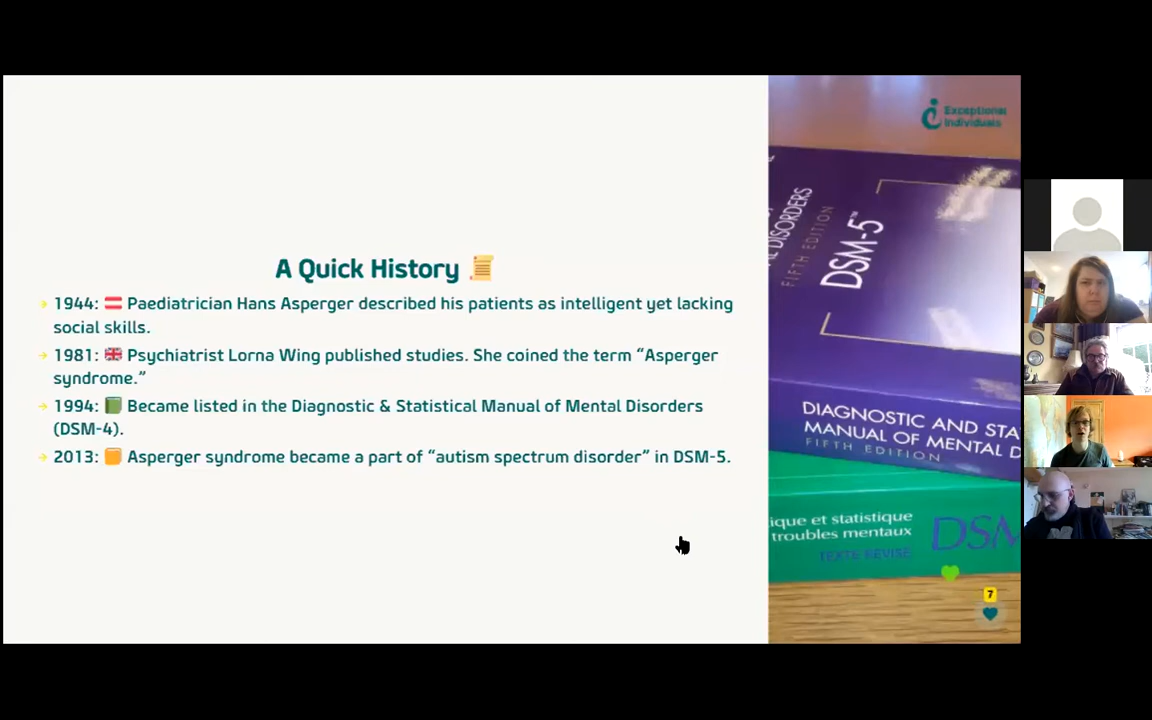 A Quick History
1944: Paediatrician Hans Asperger described his patients as intelligent yet lacking
social skills.
1981: Psychiatrist Lorna Wing published studies. She coined the term “Asperger
syndrome.”
1994: Became listed in the Diagnostic & Statistical Manual of Mental Disorders
(DSM-4).
2013: Asperger syndrome became a part of “autism spectrum disorder” in DSM-5.
Exceptional
Individuals
DISORDERS
FIFTH EDITION
DSM-5
DIAGNOSTIC AND STA
MANUAL OF MENTAL D
FIFTH EDITION
ique et statistique
troubles mentaux
TEXTE RÉVISÉ
DSM
7